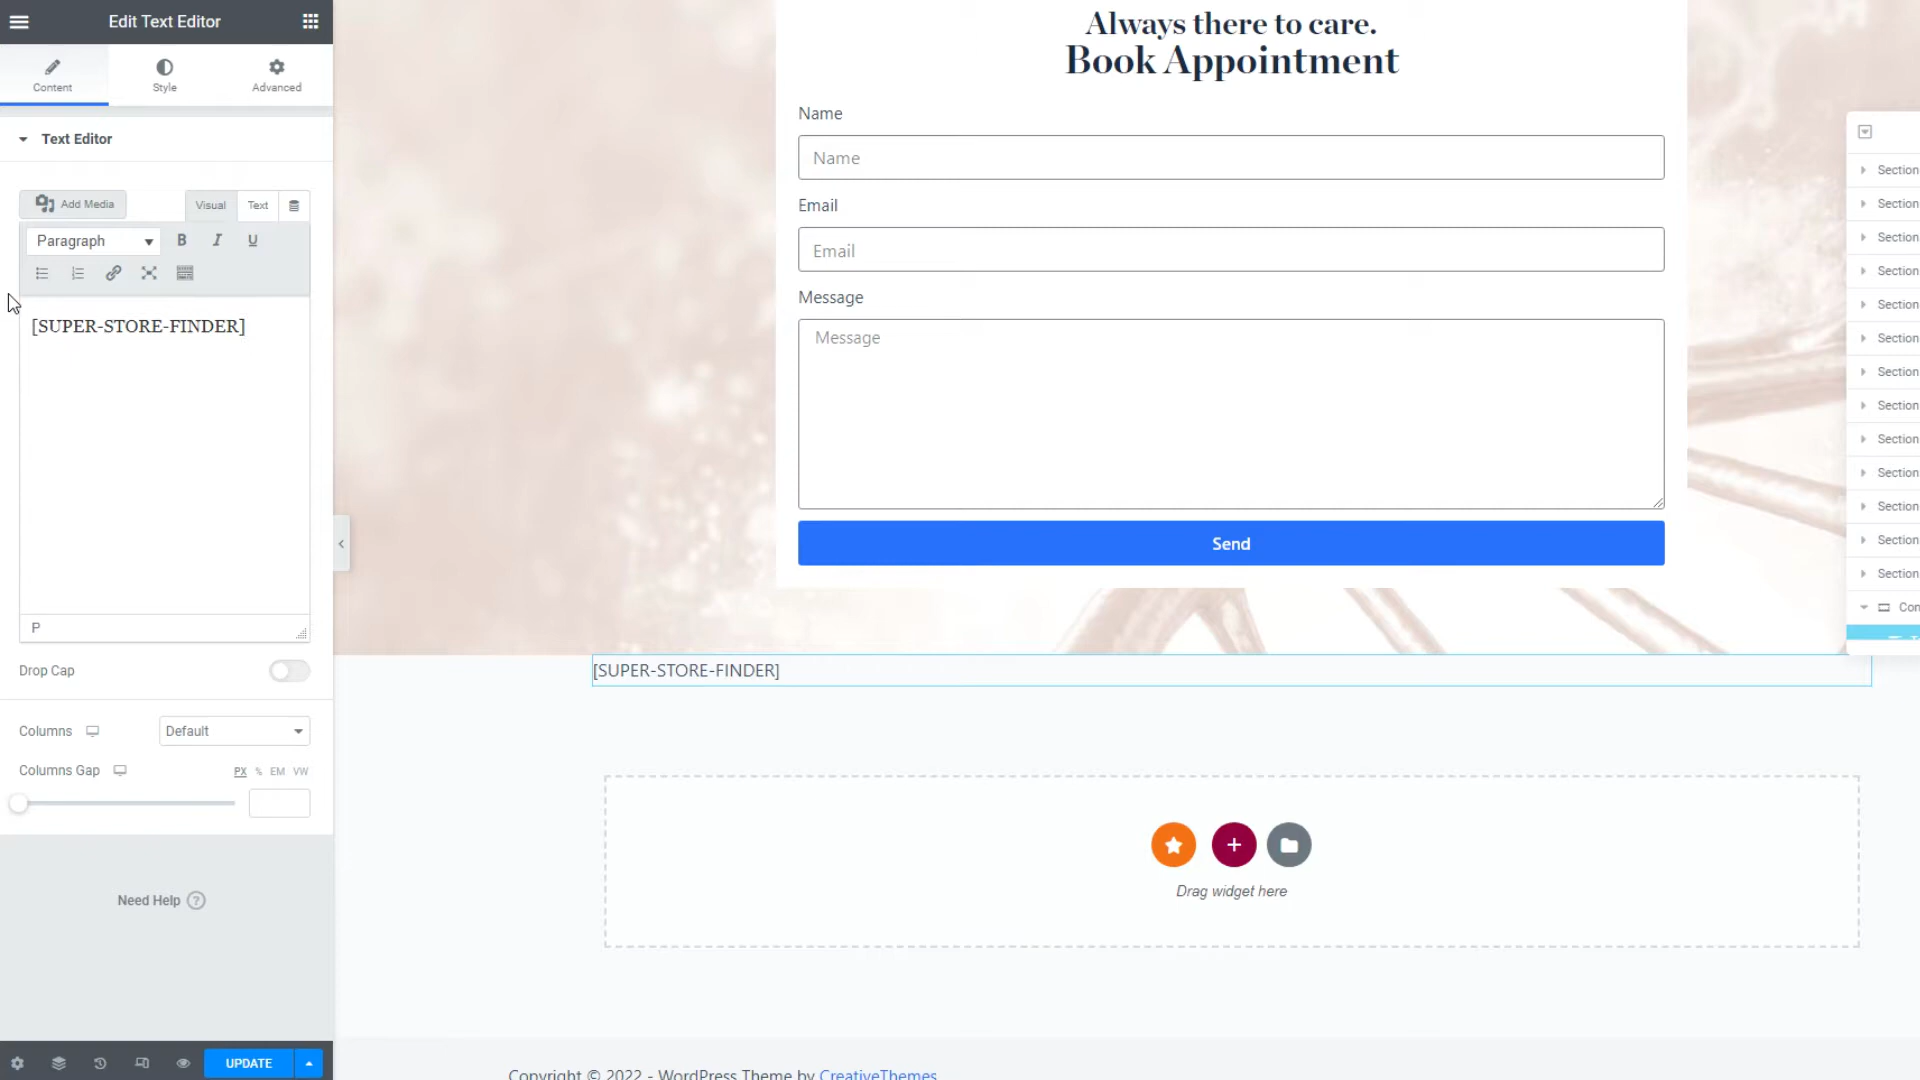 Edit Text Editor
Content
Style
Advanced
Text Editor
Add Media
Visual
Text
Paragraph
B
I
U
[SUPER-STORE-FINDER]
P
Drop Cap
Columns
Default
Columns Gap
PX
%
EM
VW
Need Help ?
UPDATE
Always there to care.
Book Appointment
Name
Name
Email
Email
Message
Message
Send
[SUPER-STORE-FINDER]
Drag widget here
Copyright © 2022 - WordPress Theme by CreativeThemes
Section
Section
Section
Section
Section
Section
Section
Section
Section
Section
Section
Section
Section
Con